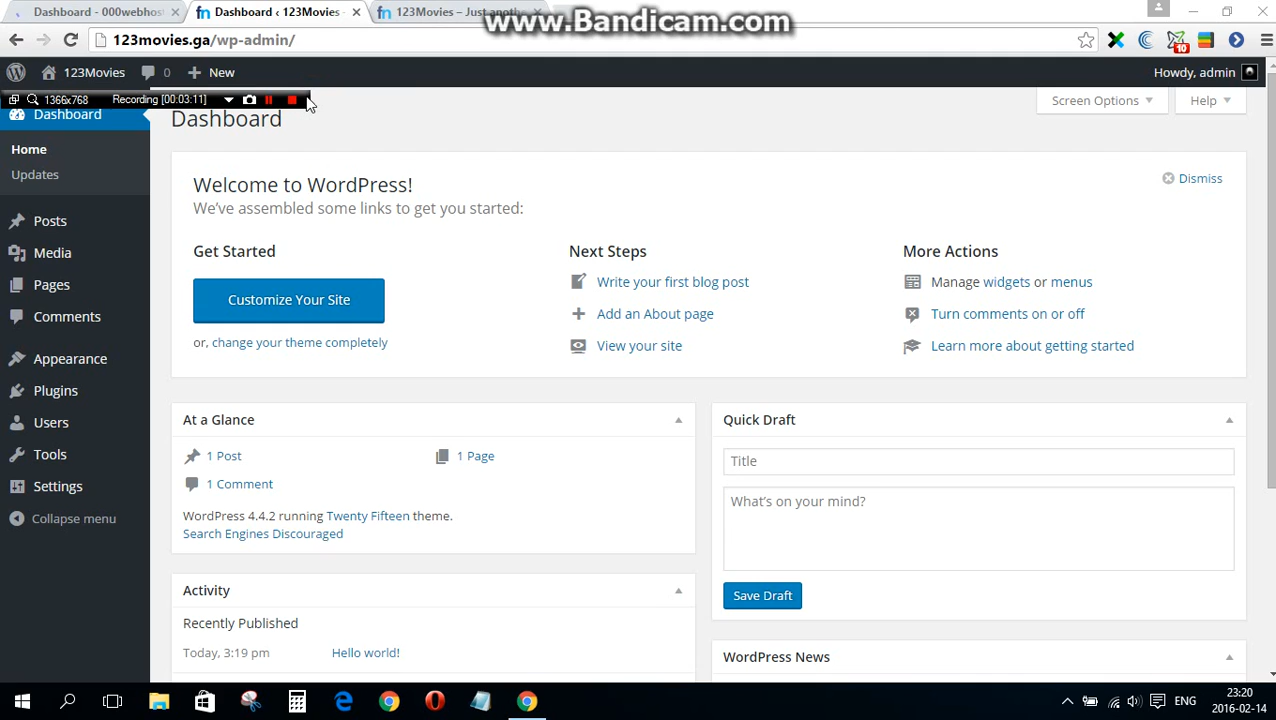 Dashboard - 000webhost
Dashboard ‹ 123Movies -
123Movies – Just anothe
www.Bandicam.com
123movies.ga/wp-admin/
10
123Movies
0
New
Howdy, admin
1366x768
Recording [00:03:11]
Dashboard
Dashboard
Screen Options
Help
Home
Updates
Posts
Media
Pages
Comments
Appearance
Plugins
Users
Tools
Settings
Collapse menu
Welcome to WordPress!
We've assembled some links to get you started:
Dismiss
Get Started
Customize Your Site
or, change your theme completely
Next Steps
Write your first blog post
Add an About page
View your site
More Actions
Manage widgets or menus
Turn comments on or off
Learn more about getting started
At a Glance
1 Post
1 Page
1 Comment
WordPress 4.4.2 running Twenty Fifteen theme.
Search Engines Discouraged
Activity
Recently Published
Today, 3:19 pm
Hello world!
Quick Draft
Title
What's on your mind?
Save Draft
WordPress News
ENG
23:20
2016-02-14